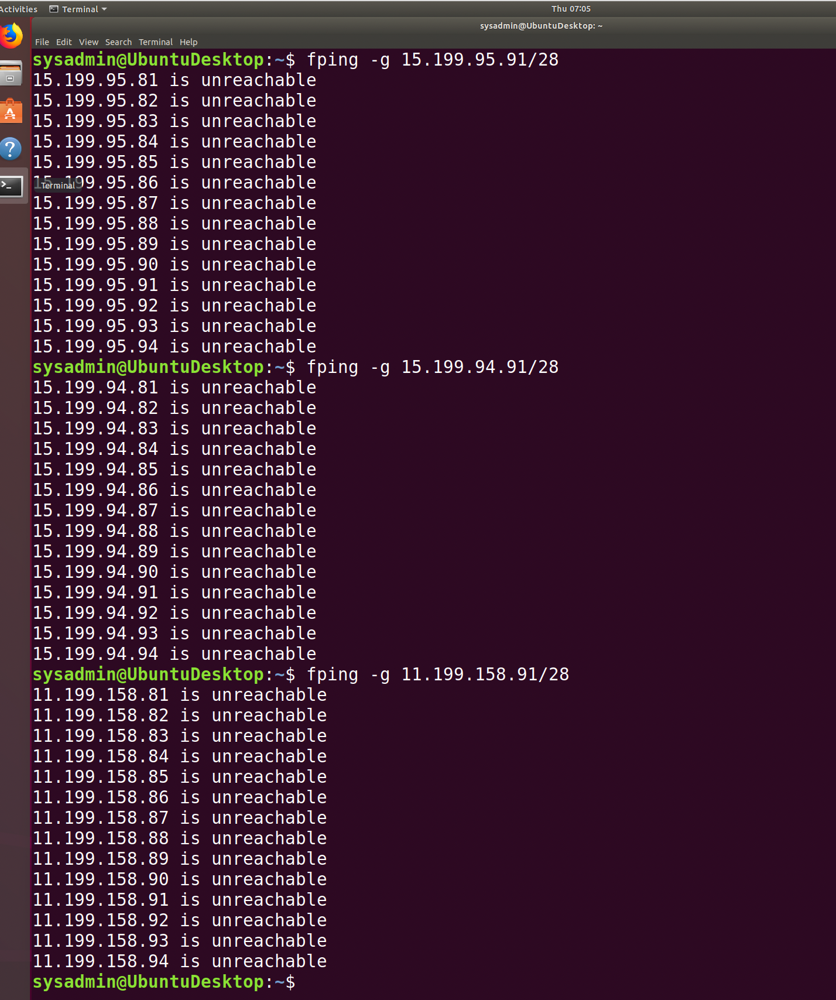 Activities Terminal Thu 07:05
sysadmin@UbuntuDesktop: ~
File Edit View Search Terminal Help
sysadmin@UbuntuDesktop:~$ fping -g 15.199.95.91/28
15.199.95.81 is unreachable
15.199.95.82 is unreachable
15.199.95.83 is unreachable
15.199.95.84 is unreachable
15.199.95.85 is unreachable
15.199.95.86 is unreachable
Terminal
15.199.95.87 is unreachable
15.199.95.88 is unreachable
15.199.95.89 is unreachable
15.199.95.90 is unreachable
15.199.95.91 is unreachable
15.199.95.92 is unreachable
15.199.95.93 is unreachable
15.199.95.94 is unreachable
sysadmin@UbuntuDesktop:~$ fping -g 15.199.94.91/28
15.199.94.81 is unreachable
15.199.94.82 is unreachable
15.199.94.83 is unreachable
15.199.94.84 is unreachable
15.199.94.85 is unreachable
15.199.94.86 is unreachable
15.199.94.87 is unreachable
15.199.94.88 is unreachable
15.199.94.89 is unreachable
15.199.94.90 is unreachable
15.199.94.91 is unreachable
15.199.94.92 is unreachable
15.199.94.93 is unreachable
15.199.94.94 is unreachable
sysadmin@UbuntuDesktop:~$ fping -g 11.199.158.91/28
11.199.158.81 is unreachable
11.199.158.82 is unreachable
11.199.158.83 is unreachable
11.199.158.84 is unreachable
11.199.158.85 is unreachable
11.199.158.86 is unreachable
11.199.158.87 is unreachable
11.199.158.88 is unreachable
11.199.158.89 is unreachable
11.199.158.90 is unreachable
11.199.158.91 is unreachable
11.199.158.92 is unreachable
11.199.158.93 is unreachable
11.199.158.94 is unreachable
sysadmin@UbuntuDesktop:~$